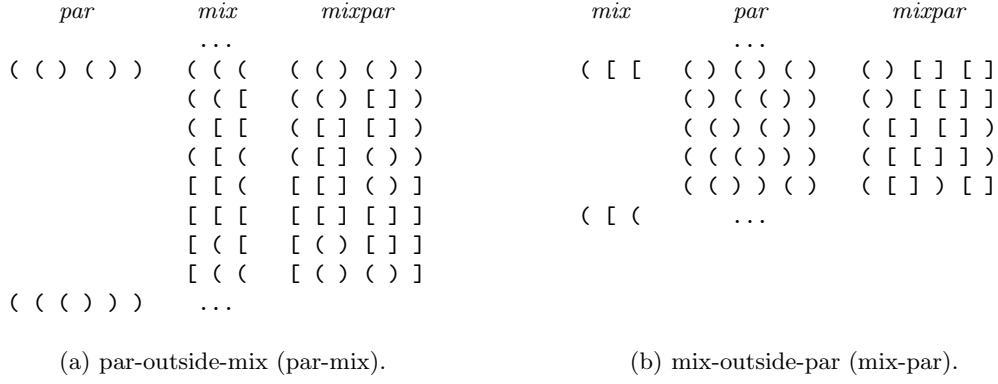 par mix mixpar mix par mixpar
... ...
( ( ) ( ) ) ( ( ( ( ( ) ( ) ) ( [ [ ( ) ( ) ( ) ( ) [ ] [ ]
( ( [ ( ( ) [ ] ) ( ) ( ( ) ) ( ) [ [ ] ]
( [ [ ( [ ] [ ] ) ( ( ) ( ) ) ( [ ] [ ] )
( [ ( ( [ ] ( ) ) ( ( ( ) ) ) ( [ [ ] ] )
[ [ ( [ [ ] ( ) ] ( ( ) ) ( ) ( [ ] ) [ ]
[ [ [ [ [ ] [ ] ] ( [ ( ...
[ ( [ [ ( ) [ ] ]
[ ( ( [ ( ) ( ) ]
( ( ( ) ) ) ...
(a) par-outside-mix (par-mix). (b) mix-outside-par (mix-par).